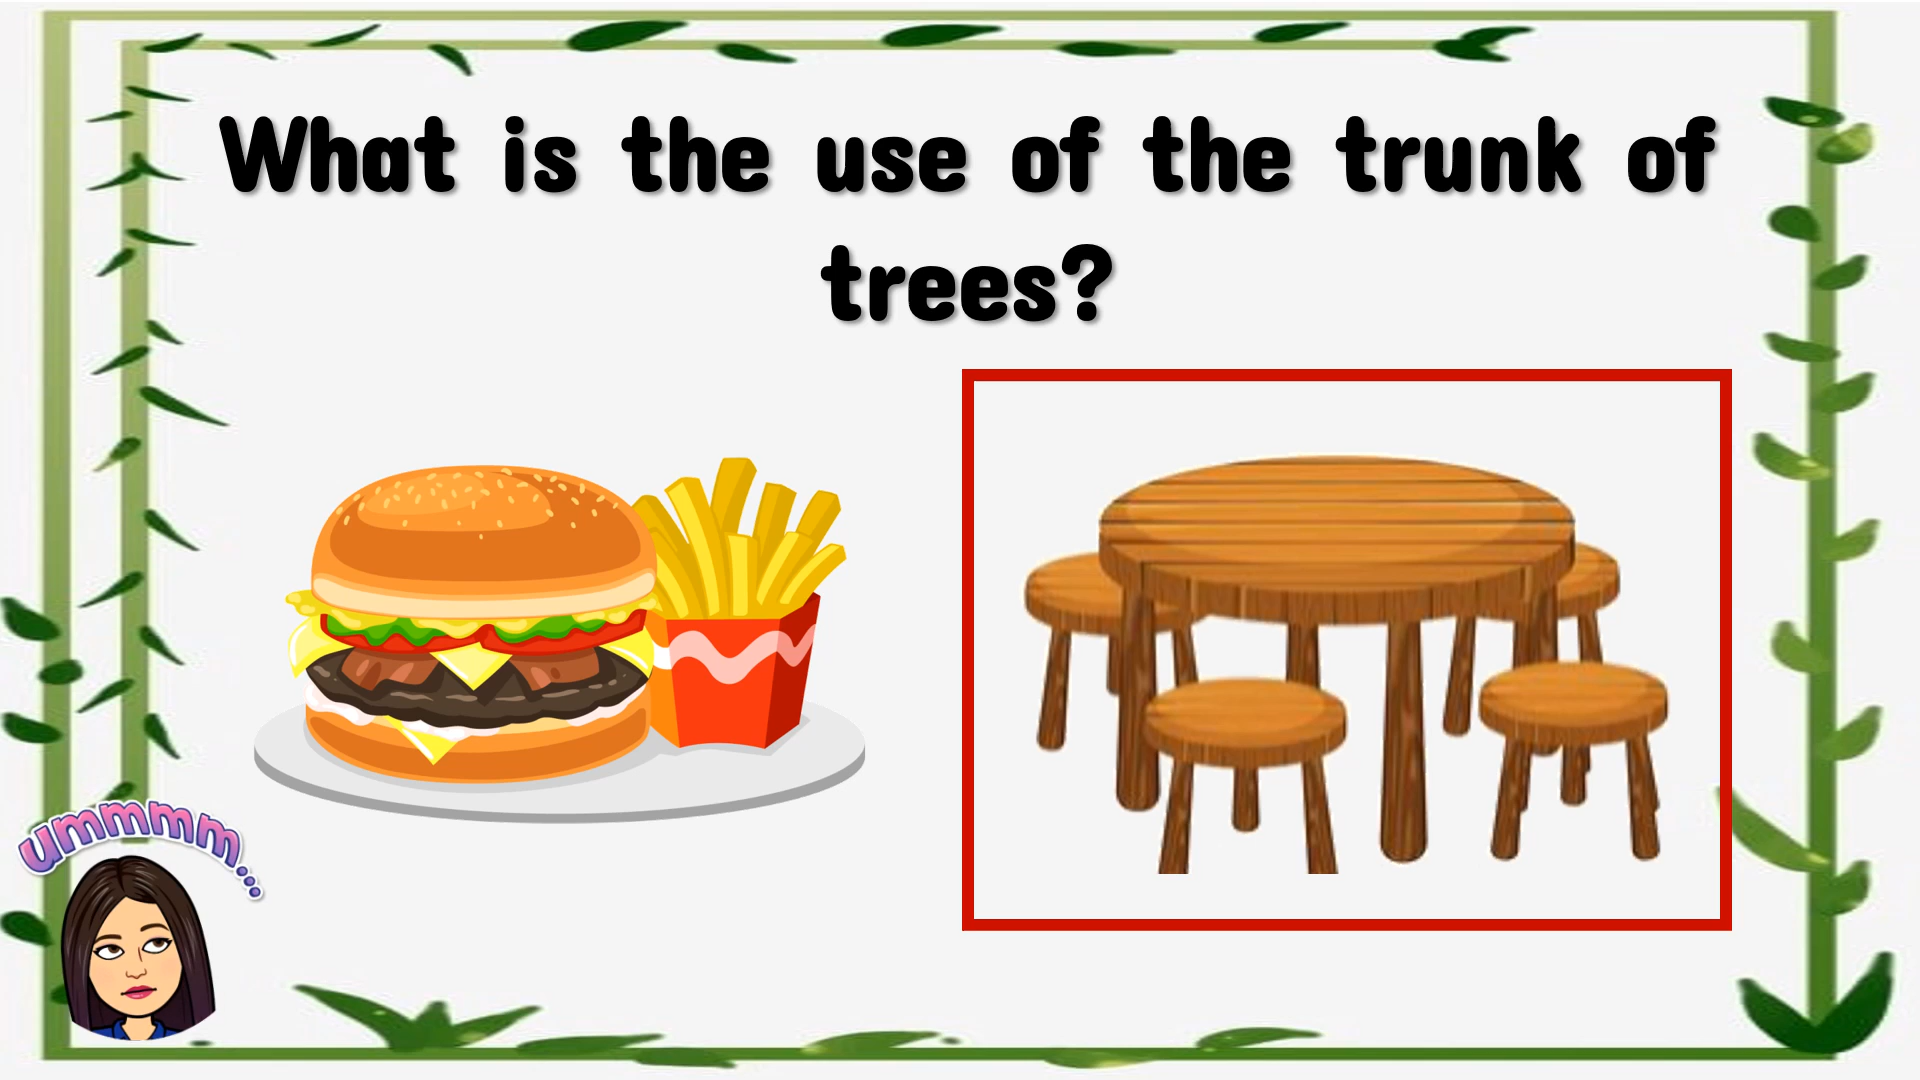 What is the use of the trunk of
trees?
ummmm...